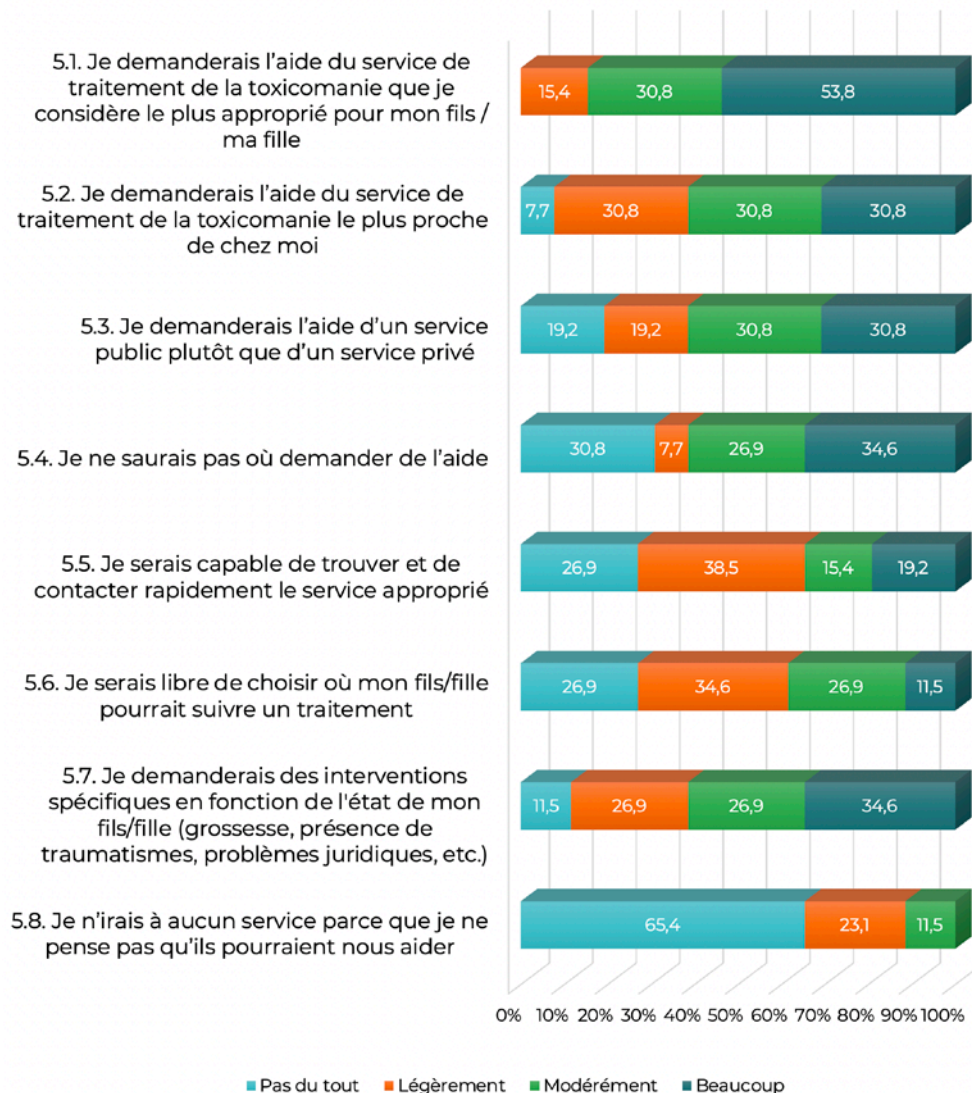 5.1. Je demanderais l’aide du service de
traitement de la toxicomanie que je
considère le plus approprié pour mon fils /
ma fille
15,4 30,8 53,8
5.2. Je demanderais l’aide du service de
traitement de la toxicomanie le plus proche
de chez moi
7,7 30,8 30,8 30,8
5.3. Je demanderais l’aide d’un service
public plutôt que d’un service privé
19,2 19,2 30,8 30,8
5.4. Je ne saurais pas où demander de l’aide
30,8 7,7 26,9 34,6
5.5. Je serais capable de trouver et de
contacter rapidement le service approprié
26,9 38,5 15,4 19,2
5.6. Je serais libre de choisir où mon fils/fille
pourrait suivre un traitement
26,9 34,6 26,9 11,5
5.7. Je demanderais des interventions
spécifiques en fonction de l'état de mon
fils/fille (grossesse, présence de
traumatismes, problèmes juridiques, etc.)
11,5 26,9 26,9 34,6
5.8. Je n’irais à aucun service parce que je ne
pense pas qu’ils pourraient nous aider
65,4 23,1 11,5
0% 10% 20% 30% 40% 50% 60% 70% 80% 90% 100%
Pas du tout Légèrement Modérément Beaucoup